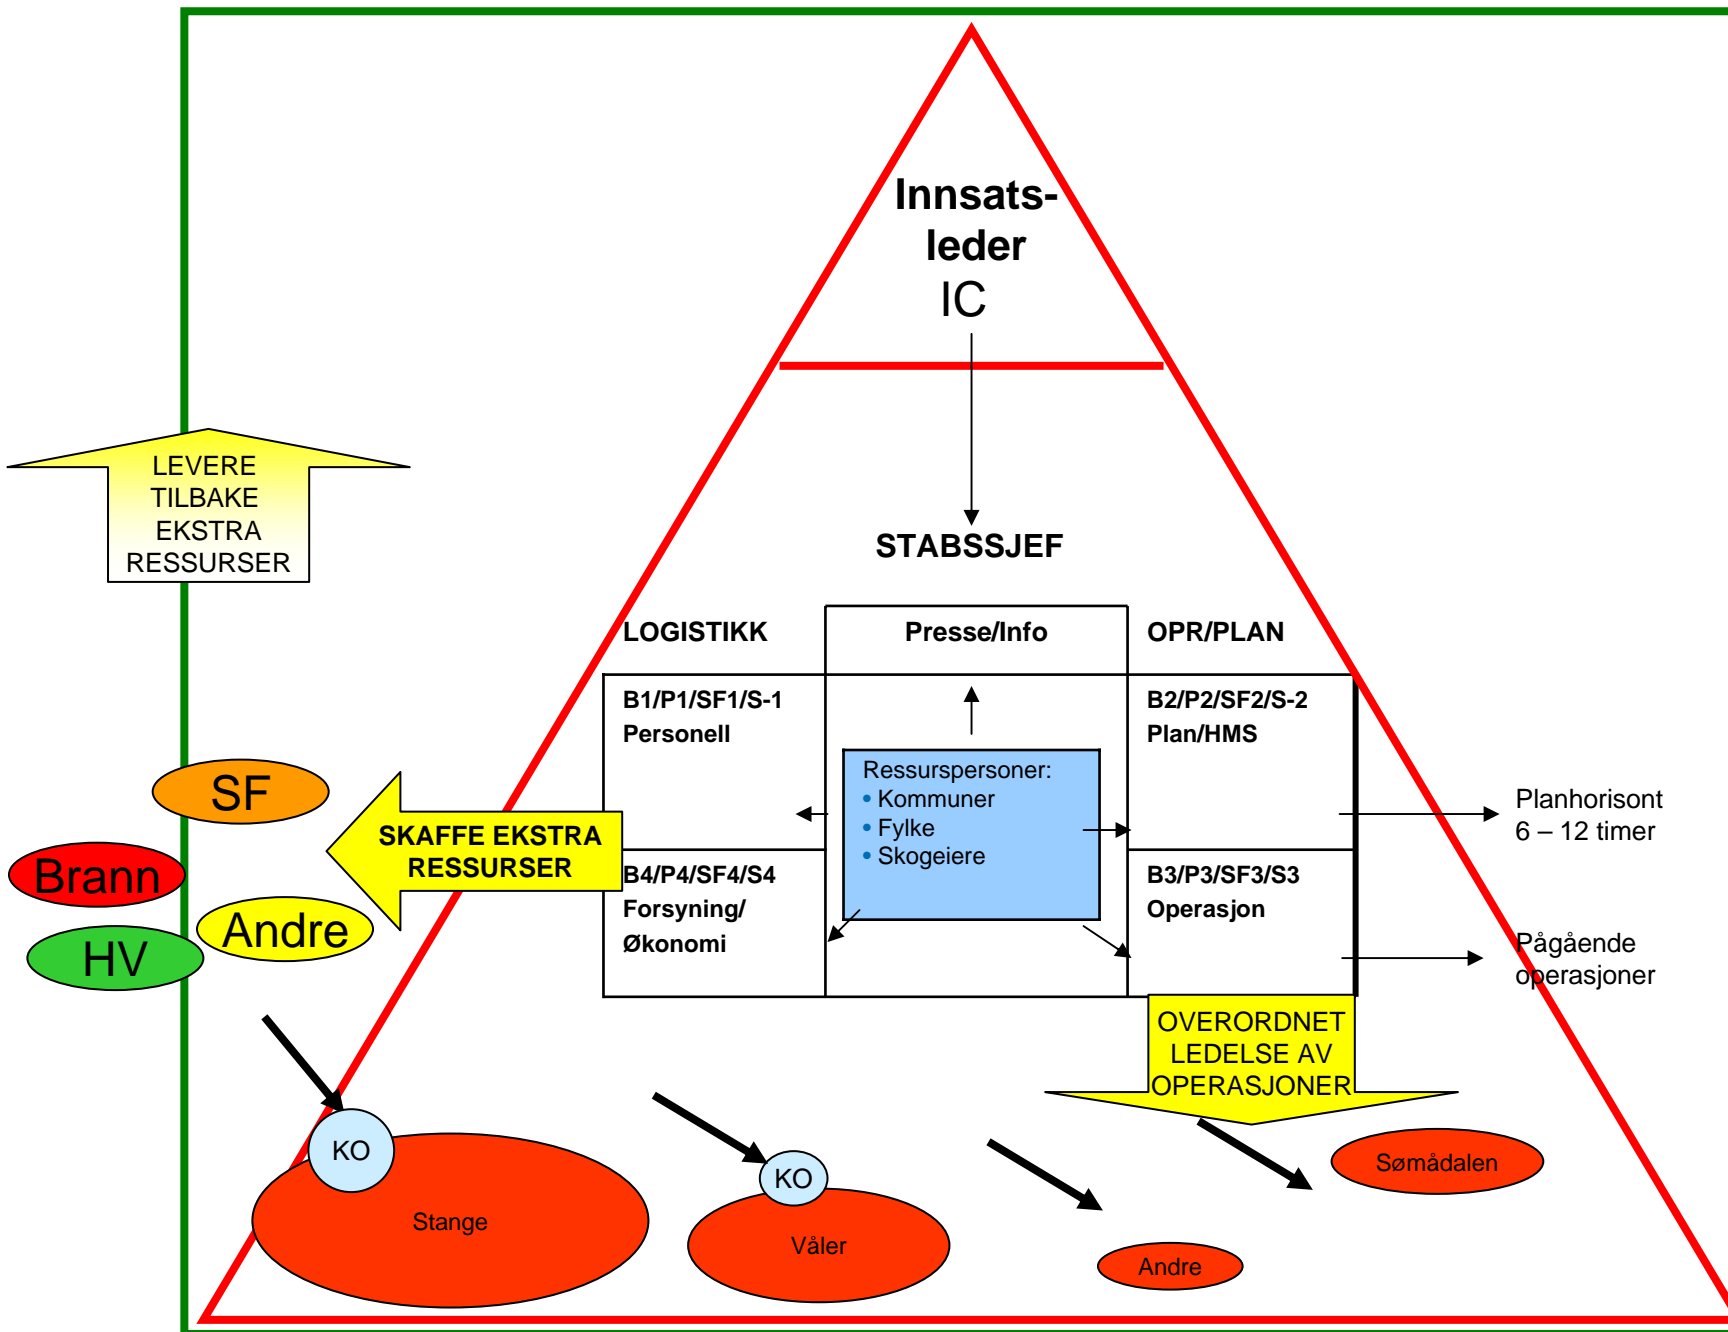 Innsats-
leder
IC
LEVERE
TILBAKE
EKSTRA
RESSURSER
STABSSJEF
LOGISTIKK
Presse/Info
OPR/PLAN
B1/P1/SF1/S-1
Personell
B2/P2/SF2/S-2
Plan/HMS
Ressurspersoner:
• Kommuner
• Fylke
• Skogeiere
SF
Brann
Andre
HV
SKAFFE EKSTRA
RESSURSER
B4/P4/SF4/S4
Forsyning/
Økonomi
B3/P3/SF3/S3
Operasjon
Planhorisont
6 – 12 timer
Pågående
operasjoner
OVERORDNET
LEDELSE AV
OPERASJONER
KO
Stange
KO
Våler
Andre
Sømådalen